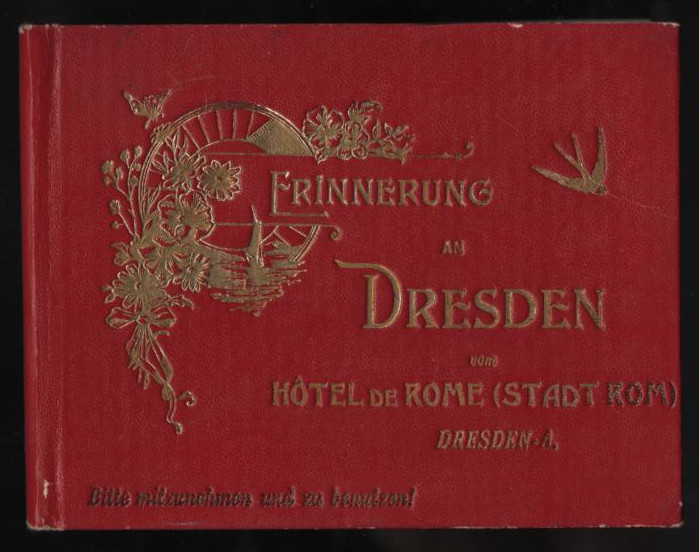 ERINNERUNG
AN
DRESDEN
vom
HÔTEL DE ROME (STADT ROM)
DRESDEN-A.
Bitte mitzunehmen und zu benutzen!